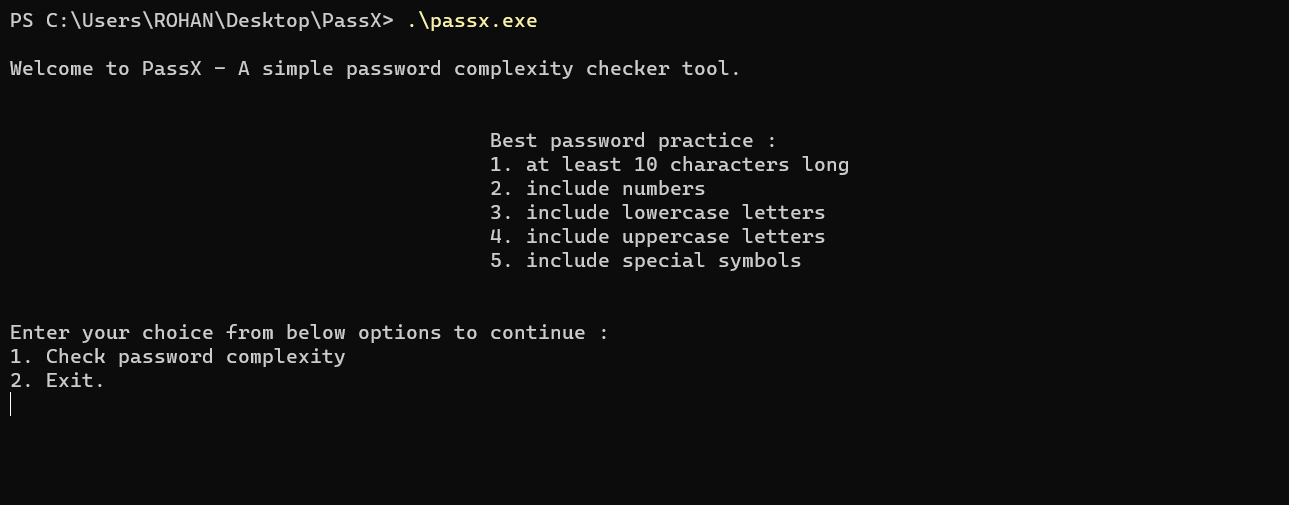 PS C:\Users\ROHAN\Desktop\PassX> .\passx.exe
Welcome to PassX - A simple password complexity checker tool.
Best password practice :
1. at least 10 characters long
2. include numbers
3. include lowercase letters
4. include uppercase letters
5. include special symbols
Enter your choice from below options to continue :
1. Check password complexity
2. Exit.